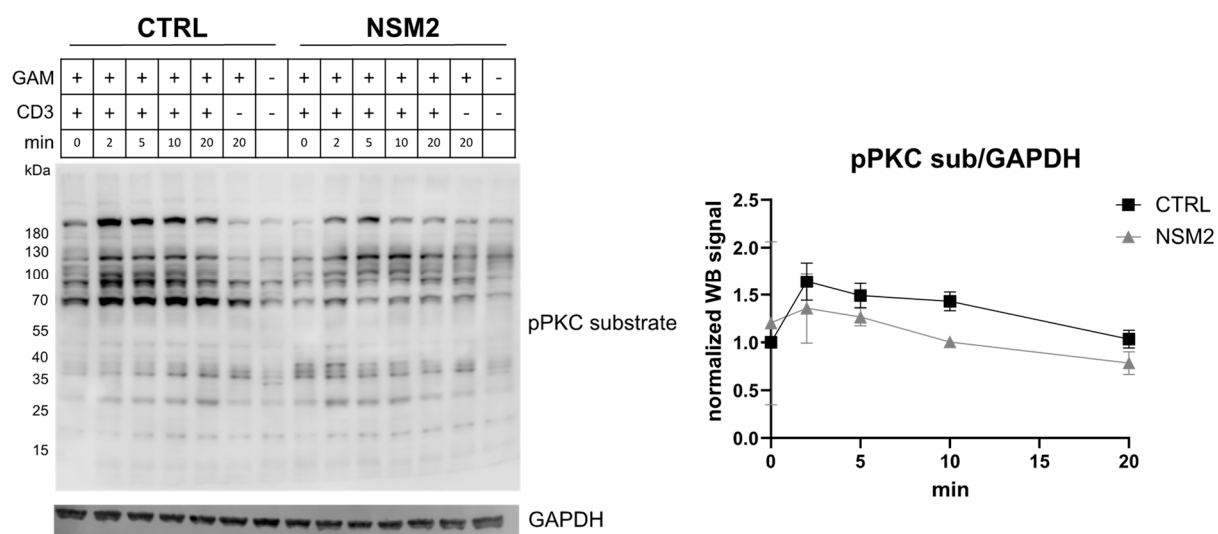 CTRL NSM2
GAM + + + + + + - + + + + + + -
CD3 + + + + + - - + + + + + - -
min 0 2 5 10 20 20 0 2 5 10 20 20
kDa
180
130
100
70
55
40
35
25
15
pPKC substrate
GAPDH
pPKC sub/GAPDH
normalized WB signal
2.5
2.0
1.5
1.0
0.5
0.0
0 5 10 15 20
min
CTRL
NSM2